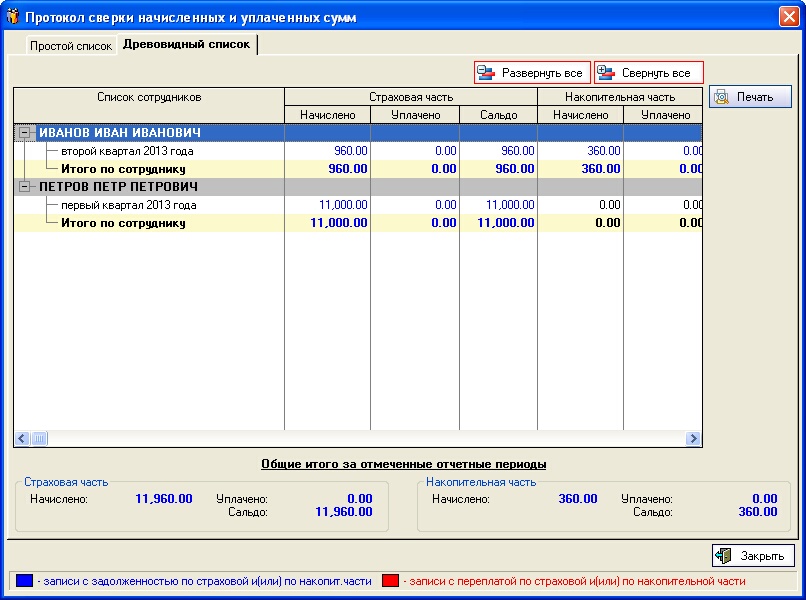 Протокол сверки начисленных и уплаченных сумм
Простой список Древовидный список
Развернуть все Свернуть все
Список сотрудников Страховая часть Накопительная часть Печать
Начислено Уплачено Сальдо Начислено Уплачено
ИВАНОВ ИВАН ИВАНОВИЧ
второй квартал 2013 года 960.00 0.00 960.00 360.00 0.00
Итого по сотруднику 960.00 0.00 960.00 360.00 0.00
ПЕТРОВ ПЕТР ПЕТРОВИЧ
первый квартал 2013 года 11,000.00 0.00 11,000.00 0.00 0.00
Итого по сотруднику 11,000.00 0.00 11,000.00 0.00 0.00
Общие итого за отмеченные отчетные периоды
Страховая часть Накопительная часть
Начислено: 11,960.00 Уплачено: 0.00 Начислено: 360.00 Уплачено: 0.00
Сальдо: 11,960.00 Сальдо: 360.00
Закрыть
- записи с задолженностью по страховой и(или) по накопит.части - записи с переплатой по страховой и(или) по накопительной части